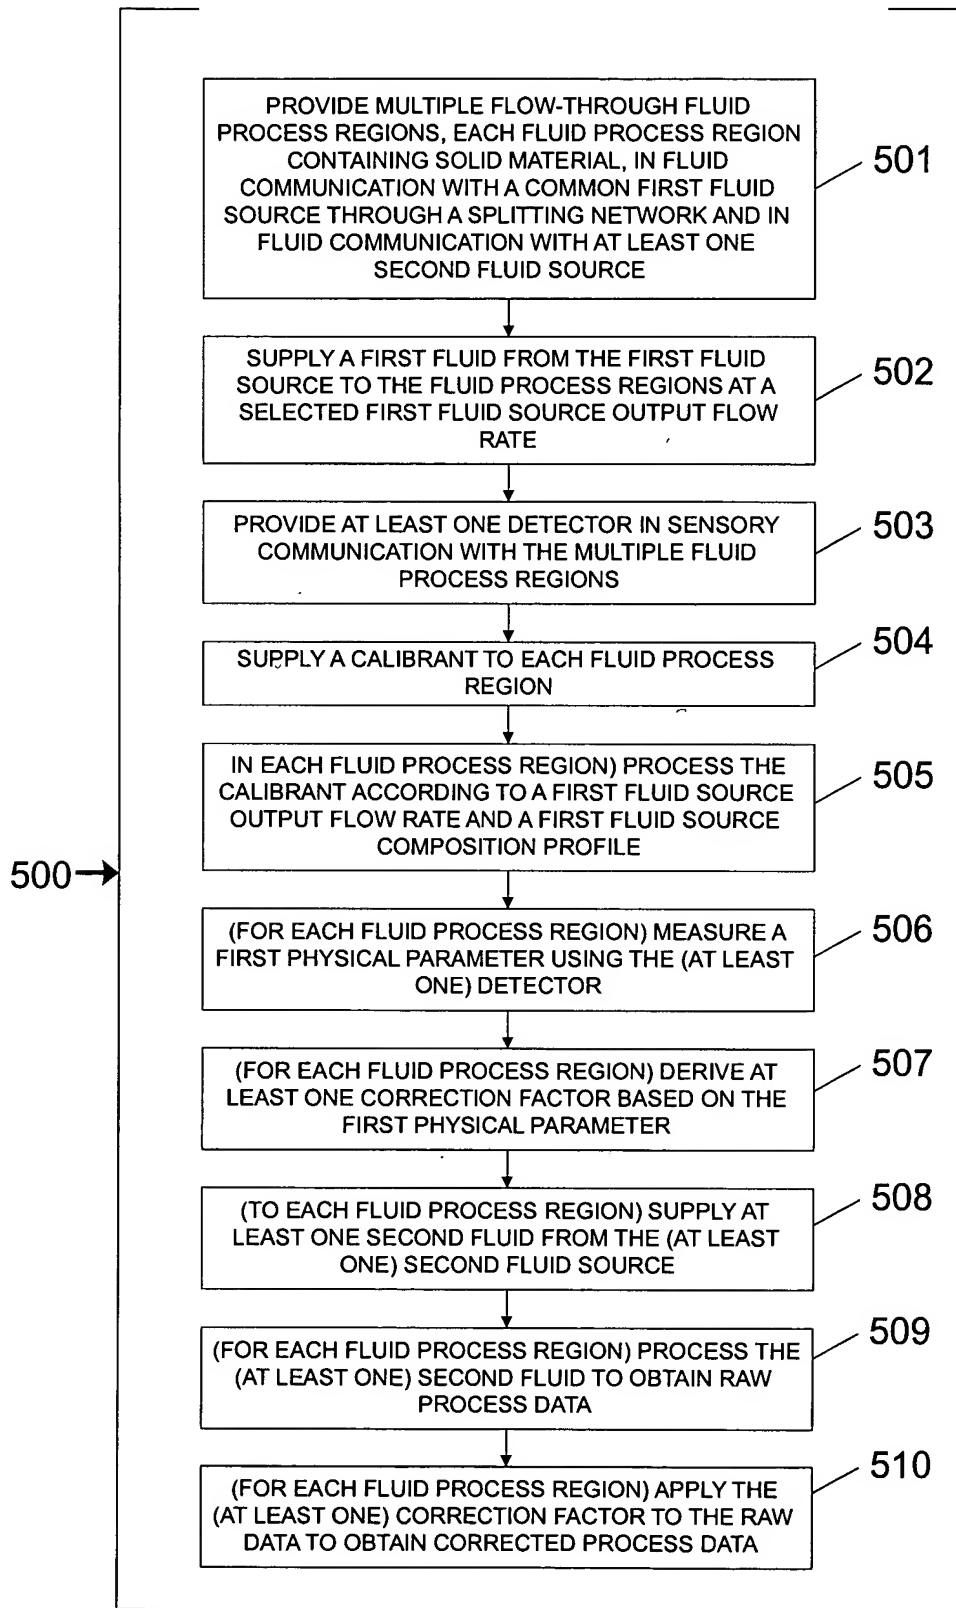 PROVIDE MULTIPLE FLOW-THROUGH FLUID
PROCESS REGIONS, EACH FLUID PROCESS REGION
CONTAINING SOLID MATERIAL, IN FLUID
COMMUNICATION WITH A COMMON FIRST FLUID
SOURCE THROUGH A SPLITTING NETWORK AND IN
FLUID COMMUNICATION WITH AT LEAST ONE
SECOND FLUID SOURCE
501
SUPPLY A FIRST FLUID FROM THE FIRST FLUID
SOURCE TO THE FLUID PROCESS REGIONS AT A
SELECTED FIRST FLUID SOURCE OUTPUT FLOW
RATE
502
PROVIDE AT LEAST ONE DETECTOR IN SENSORY
COMMUNICATION WITH THE MULTIPLE FLUID
PROCESS REGIONS
503
SUPPLY A CALIBRANT TO EACH FLUID PROCESS
REGION
504
IN EACH FLUID PROCESS REGION) PROCESS THE
CALIBRANT ACCORDING TO A FIRST FLUID SOURCE
OUTPUT FLOW RATE AND A FIRST FLUID SOURCE
COMPOSITION PROFILE
505
500
(FOR EACH FLUID PROCESS REGION) MEASURE A
FIRST PHYSICAL PARAMETER USING THE (AT LEAST
ONE) DETECTOR
506
(FOR EACH FLUID PROCESS REGION) DERIVE AT
LEAST ONE CORRECTION FACTOR BASED ON THE
FIRST PHYSICAL PARAMETER
507
(TO EACH FLUID PROCESS REGION) SUPPLY AT
LEAST ONE SECOND FLUID FROM THE (AT LEAST
ONE) SECOND FLUID SOURCE
508
(FOR EACH FLUID PROCESS REGION) PROCESS THE
(AT LEAST ONE) SECOND FLUID TO OBTAIN RAW
PROCESS DATA
509
(FOR EACH FLUID PROCESS REGION) APPLY THE
(AT LEAST ONE) CORRECTION FACTOR TO THE RAW
DATA TO OBTAIN CORRECTED PROCESS DATA
510